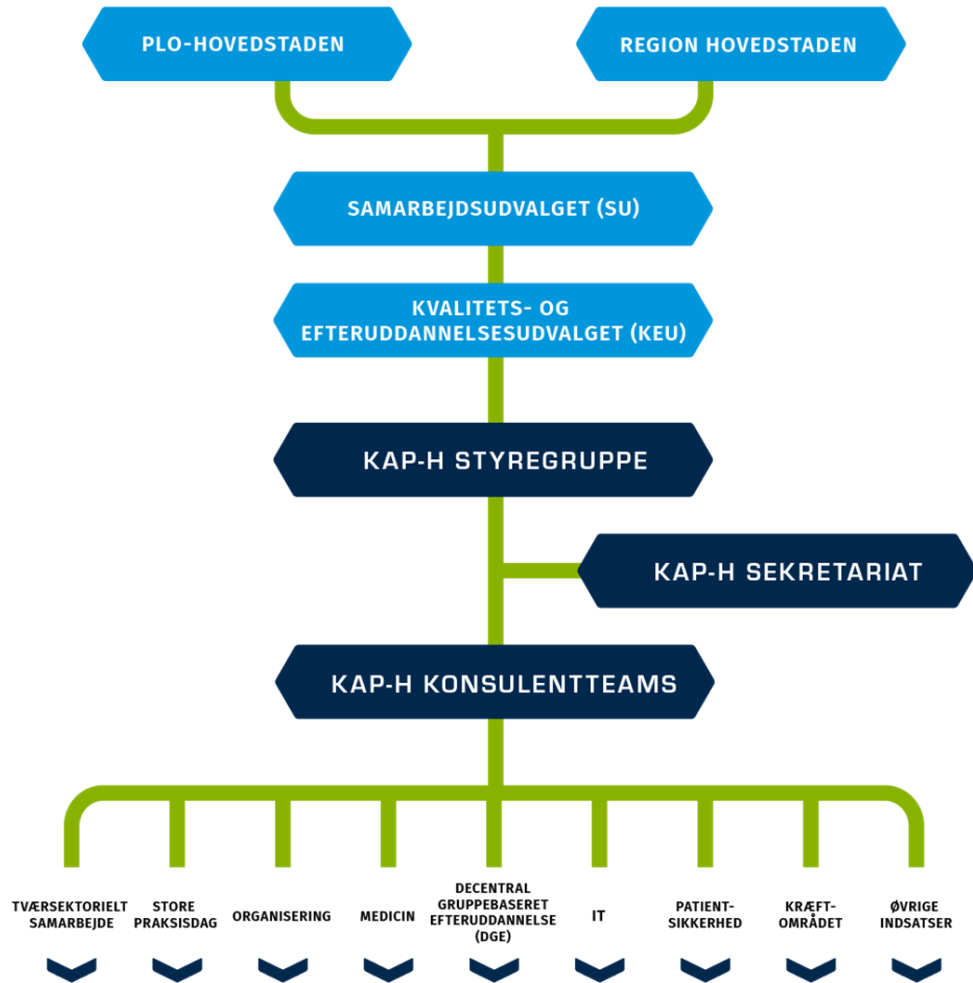 PLO-HOVEDSTADEN
REGION HOVEDSTADEN
SAMARBEJDSUDVALGET (SU)
KVALITETS- OG
EFTERUDDANNELSESUDVALGET (KEU)
KAP-H STYREGRUPPE
KAP-H SEKRETARIAT
KAP-H KONSULENTTEAMS
TVÆRSEKTORIELT
SAMARBEJDE
STORE
PRAKSISDAG
ORGANISERING
MEDICIN
DECENTRAL
GRUPPEBASERET
EFTERUDDANNELSE
(DGE)
IT
PATIENT-
SIKKERHED
KRÆFT-
OMRÅDET
ØVRIGE
INDSATSER